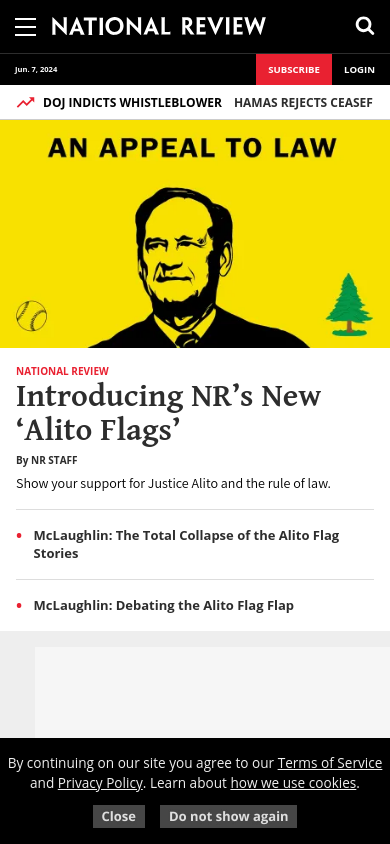 NATIONAL REVIEW
Jun. 7, 2024
SUBSCRIBE
LOGIN
DOJ INDICTS WHISTLEBLOWER
HAMAS REJECTS CEASEF
AN APPEAL TO LAW
NATIONAL REVIEW
Introducing NR’s New
‘Alito Flags’
By NR STAFF
Show your support for Justice Alito and the rule of law.
McLaughlin: The Total Collapse of the Alito Flag
Stories
McLaughlin: Debating the Alito Flag Flap
By continuing on our site you agree to our Terms of Service
and Privacy Policy. Learn about how we use cookies.
Close
Do not show again